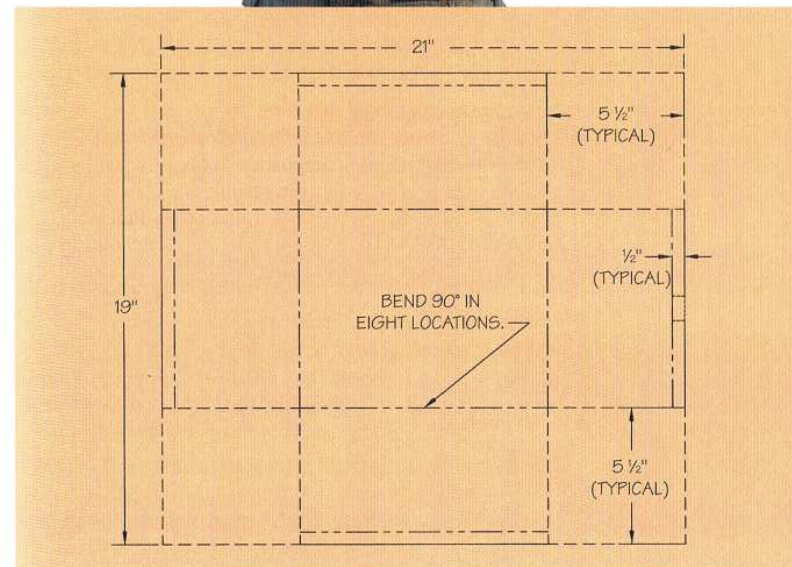 21"
5 ½"
(TYPICAL)
½"
(TYPICAL)
19"
BEND 90° IN
EIGHT LOCATIONS.
5 ½"
(TYPICAL)